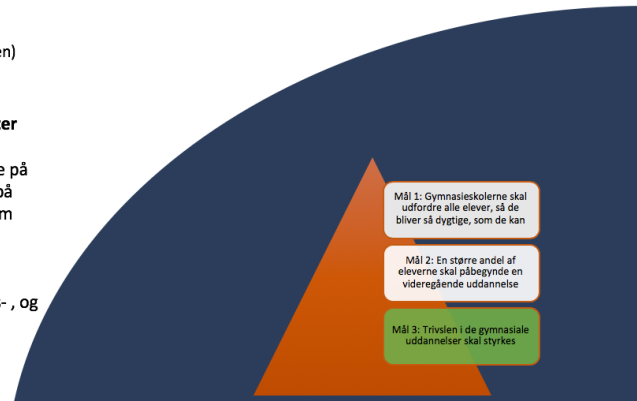 en)
ter
e på
på
m
- , og
Mål 1: Gymnasieskolerne skal
udfordre alle elever, så de
bliver så dygtige, som de kan
Mål 2: En større andel af
eleverne skal påbegynde en
videregående uddannelse
Mål 3: Trivslen i de gymnasiale
uddannelser skal styrkes